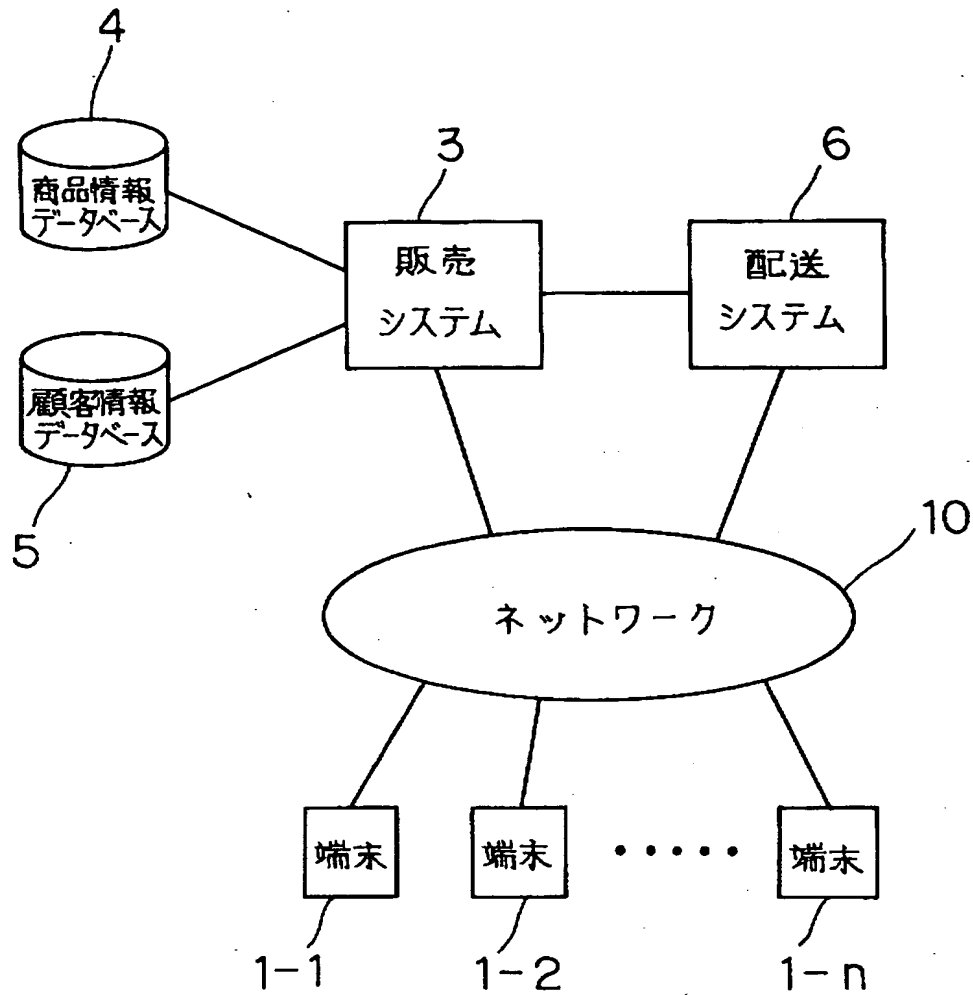 4
商品情報
データベース
3
販売
システム
6
配送
システム
顧客情報
データベース
5
10
ネットワーク
端末
端末
・・・・・
端末
1-1
1-2
1-n